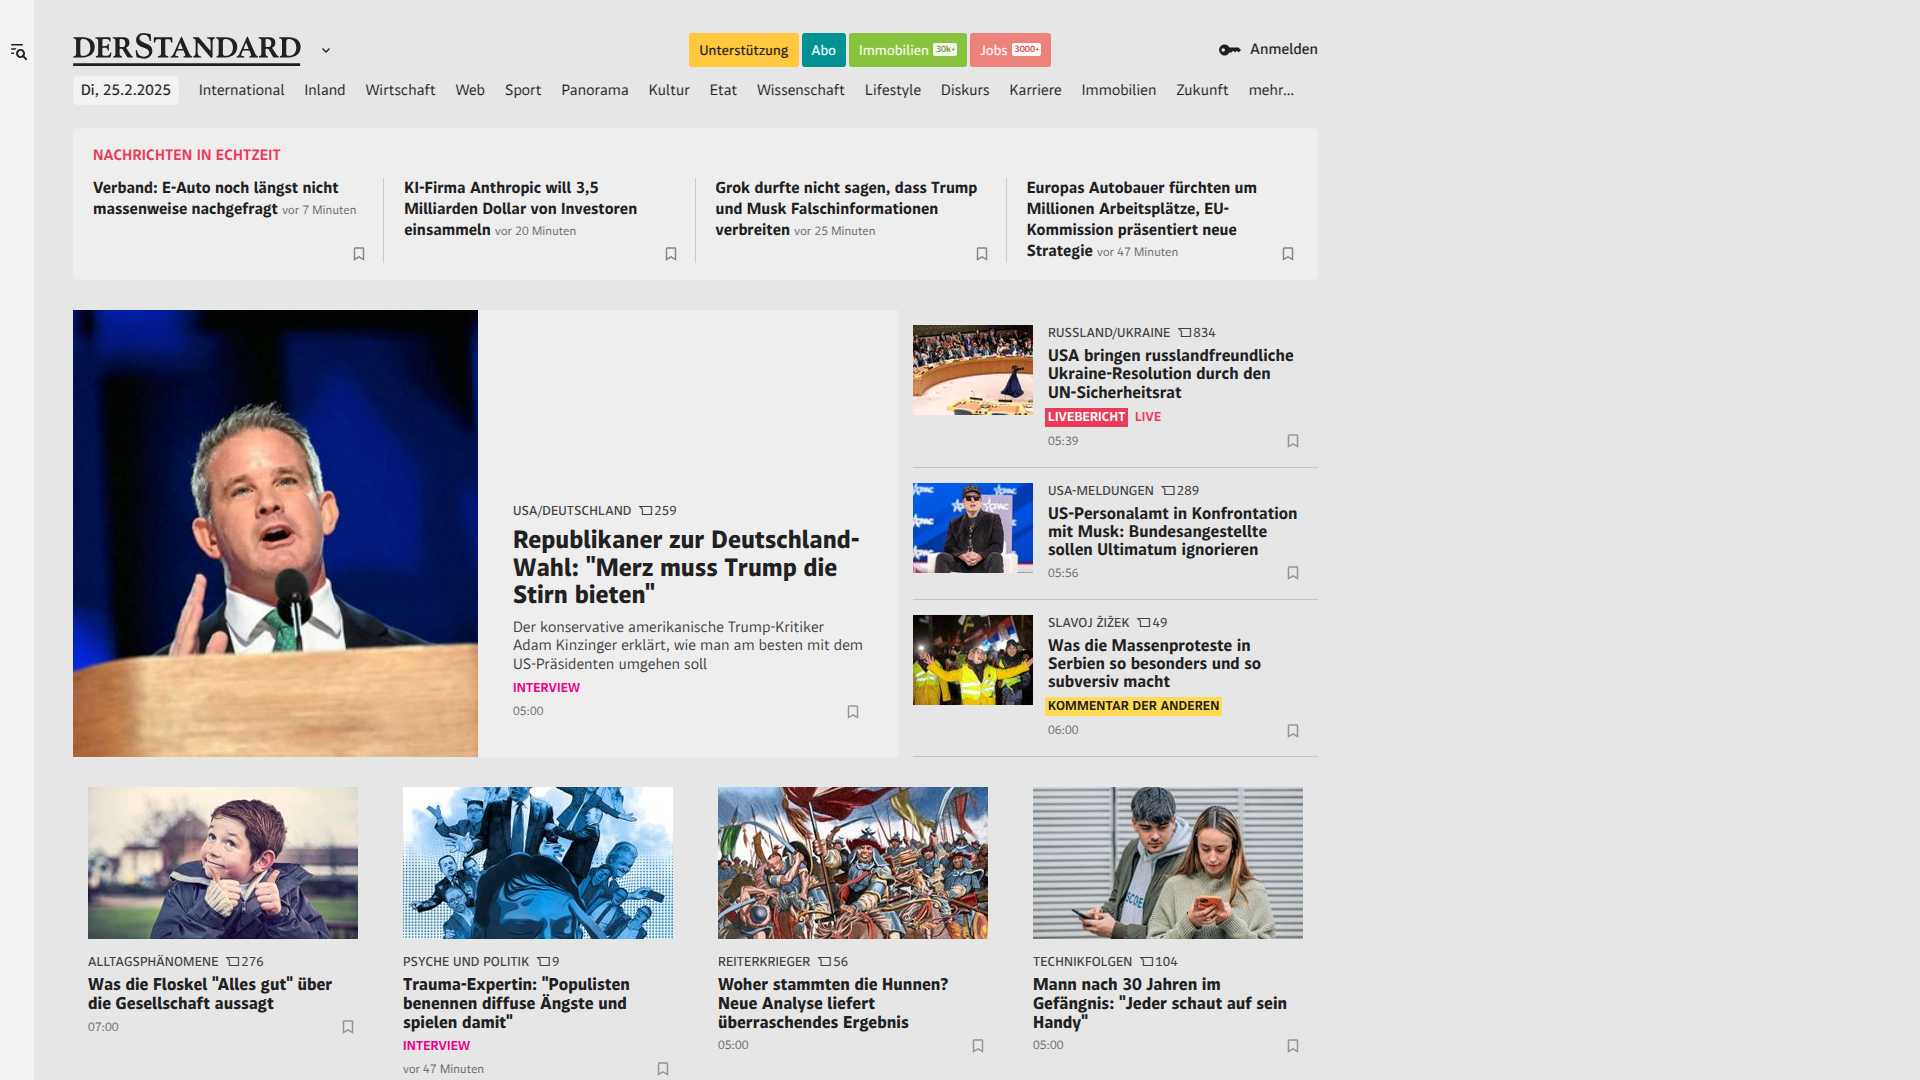 DERSTANDARD
Unterstützung
Abo
Immobilien 30k+
Jobs 3000+
Anmelden
Di, 25.2.2025
International
Inland
Wirtschaft
Web
Sport
Panorama
Kultur
Etat
Wissenschaft
Lifestyle
Diskurs
Karriere
Immobilien
Zukunft
mehr...
NACHRICHTEN IN ECHTZEIT
Verband: E-Auto noch längst nicht
massenweise nachgefragt vor 7 Minuten
KI-Firma Anthropic will 3,5
Milliarden Dollar von Investoren
einsammeln vor 20 Minuten
Grok durfte nicht sagen, dass Trump
und Musk Falschinformationen
verbreiten vor 25 Minuten
Europas Autobauer fürchten um
Millionen Arbeitsplätze, EU-
Kommission präsentiert neue
Strategie vor 47 Minuten
USA/DEUTSCHLAND 259
Republikaner zur Deutschland-
Wahl: "Merz muss Trump die
Stirn bieten"
Der konservative amerikanische Trump-Kritiker
Adam Kinzinger erklärt, wie man am besten mit dem
US-Präsidenten umgehen soll
INTERVIEW
05:00
RUSSLAND/UKRAINE 834
USA bringen russlandfreundliche
Ukraine-Resolution durch den
UN-Sicherheitsrat
LIVEBERICHT LIVE
05:39
USA-MELDUNGEN 289
US-Personalamt in Konfrontation
mit Musk: Bundesangestellte
sollen Ultimatum ignorieren
05:56
SLAVOJ ŽIŽEK 49
Was die Massenproteste in
Serbien so besonders und so
subversiv macht
KOMMENTAR DER ANDEREN
06:00
ALLTAGSPHÄNOMENE 276
Was die Floskel "Alles gut" über
die Gesellschaft aussagt
07:00
PSYCHE UND POLITIK 9
Trauma-Expertin: "Populisten
benennen diffuse Ängste und
spielen damit"
INTERVIEW
vor 47 Minuten
REITERKRIEGER 56
Woher stammten die Hunnen?
Neue Analyse liefert
überraschendes Ergebnis
05:00
TECHNIKFOLGEN 104
Mann nach 30 Jahren im
Gefängnis: "Jeder schaut auf sein
Handy"
05:00